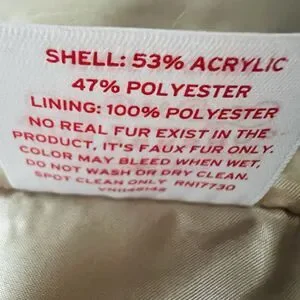 SHELL: 53% ACRYLIC
47% POLYESTER
LINING: 100% POLYESTER
NO REAL FUR EXIST IN THE
PRODUCT, IT'S FAUX FUR ONLY.
COLOR MAY BLEED WHEN WET,
DO NOT WASH OR DRY CLEAN.
SPOT CLEAN ONLY RN17730